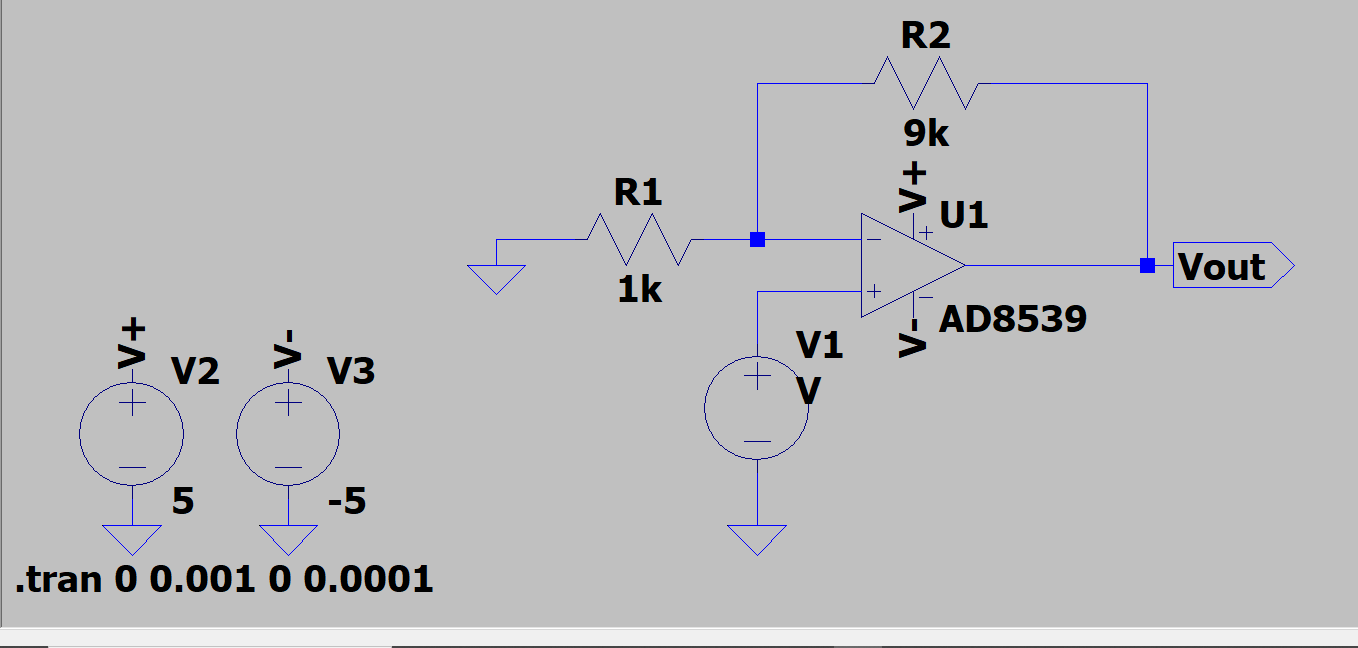 R2
9k
V+
R1
U1
1k
Vout
AD8539
V-
V+
V2
V-
V3
V1
V
5
-5
.tran 0 0.001 0 0.0001